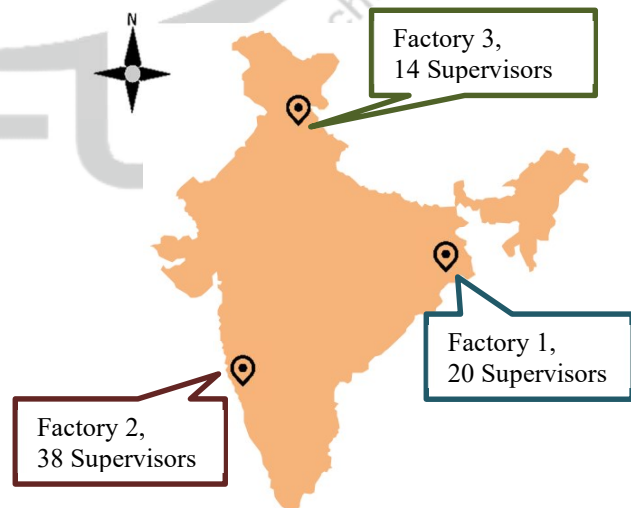 N
Factory 3,
14 Supervisors
Factory 1,
20 Supervisors
Factory 2,
38 Supervisors